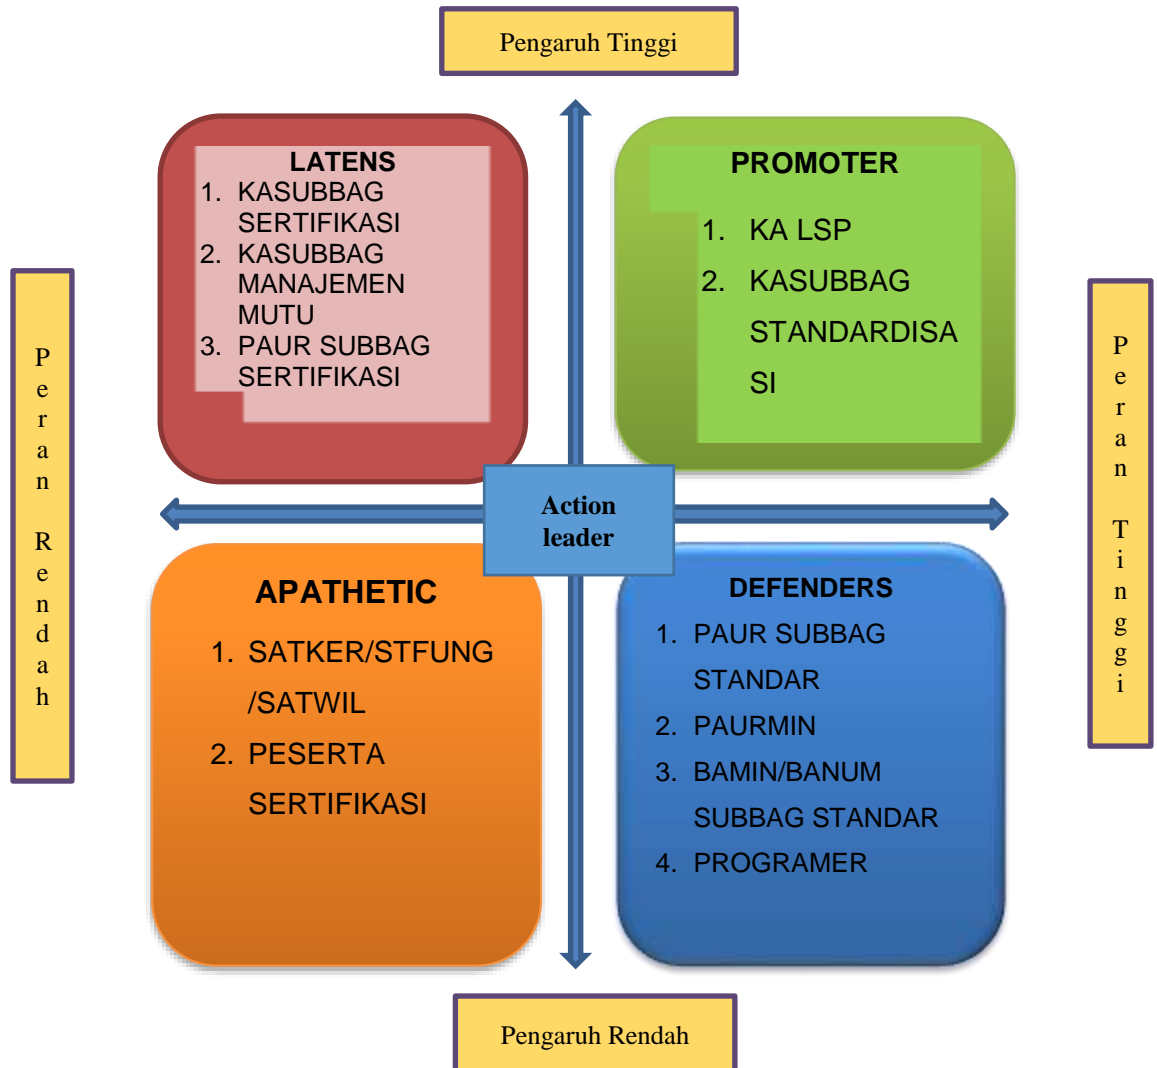 Pengaruh Tinggi
LATENS
1. KASUBBAG
SERTIFIKASI
2. KASUBBAG
MANAJEMEN
MUTU
3. PAUR SUBBAG
SERTIFIKASI
PROMOTER
1. KA LSP
2. KASUBBAG
STANDARDISA
SI
P
e
r
a
n
R
e
n
d
a
h
P
e
r
a
n
T
i
n
g
g
i
Action
leader
APATHETIC
1. SATKER/STFUNG
/SATWIL
2. PESERTA
SERTIFIKASI
DEFENDERS
1. PAUR SUBBAG
STANDAR
2. PAURMIN
3. BAMIN/BANUM
SUBBAG STANDAR
4. PROGRAMER
Pengaruh Rendah